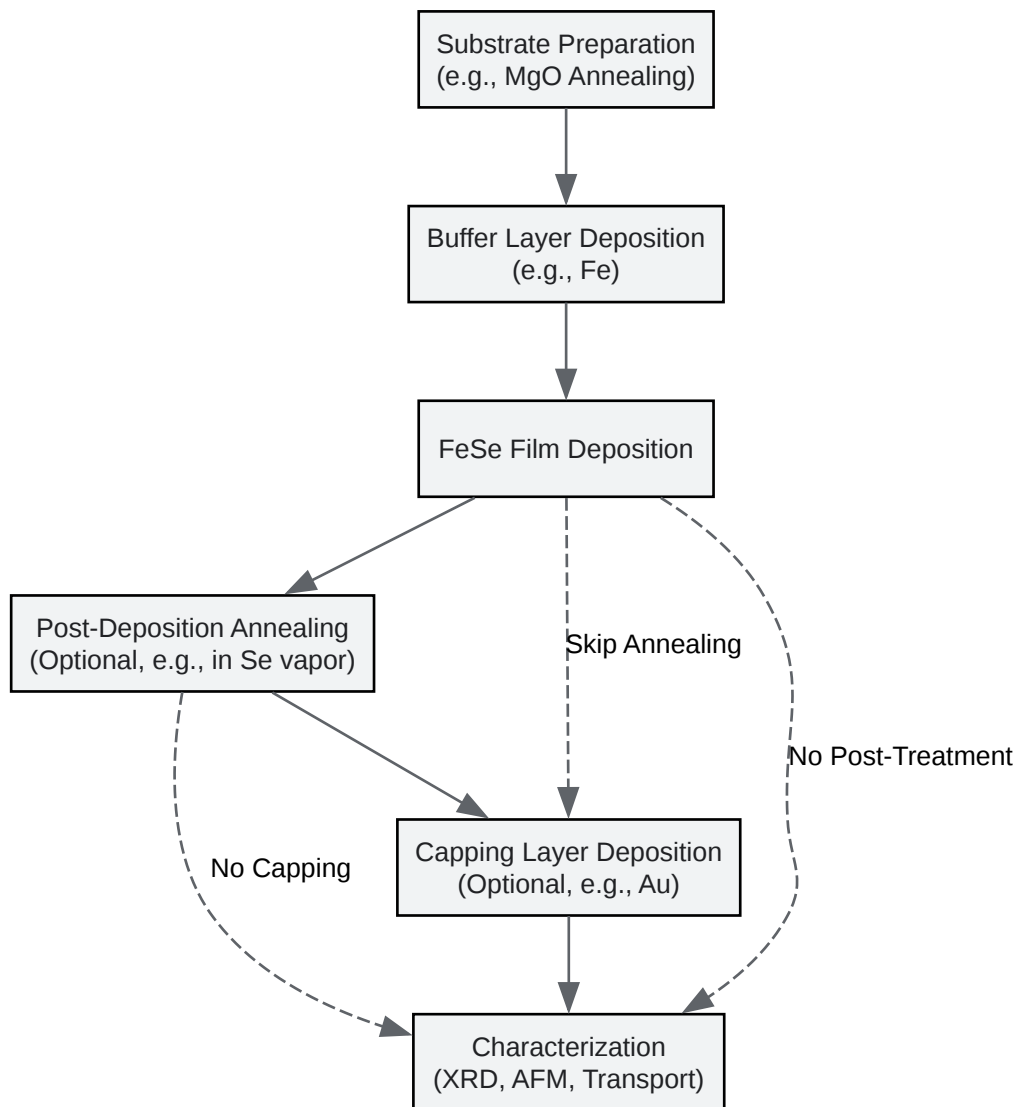 Substrate Preparation
(e.g., MgO Annealing)
Buffer Layer Deposition
(e.g., Fe)
FeSe Film Deposition
Post-Deposition Annealing
(Optional, e.g., in Se vapor)
Skip Annealing
No Post-Treatment
No Capping
Capping Layer Deposition
(Optional, e.g., Au)
Characterization
(XRD, AFM, Transport)